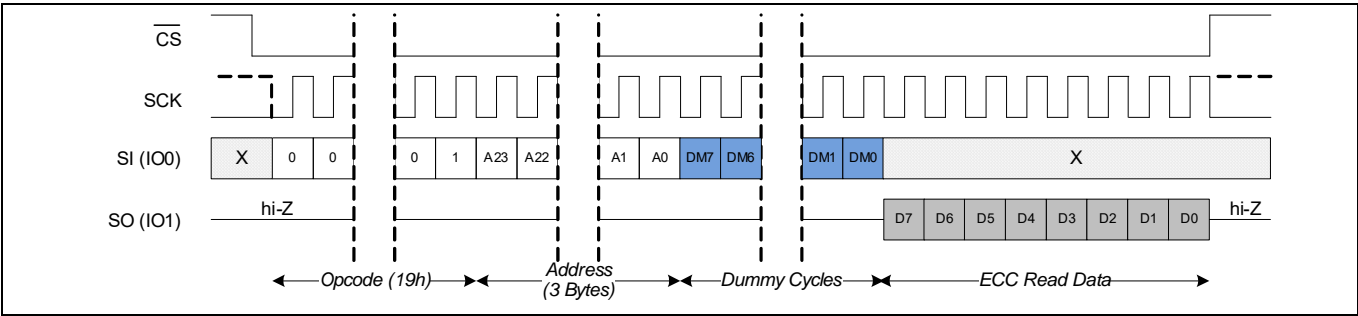 CS
SCK
SI (IO0) X 0 0 0 1 A23 A22 A1 A0 DM7 DM6 DM1 DM0 X
SO (IO1) hi-Z D7 D6 D5 D4 D3 D2 D1 D0 hi-Z
Opcode (19h) Address (3 Bytes) Dummy Cycles ECC Read Data